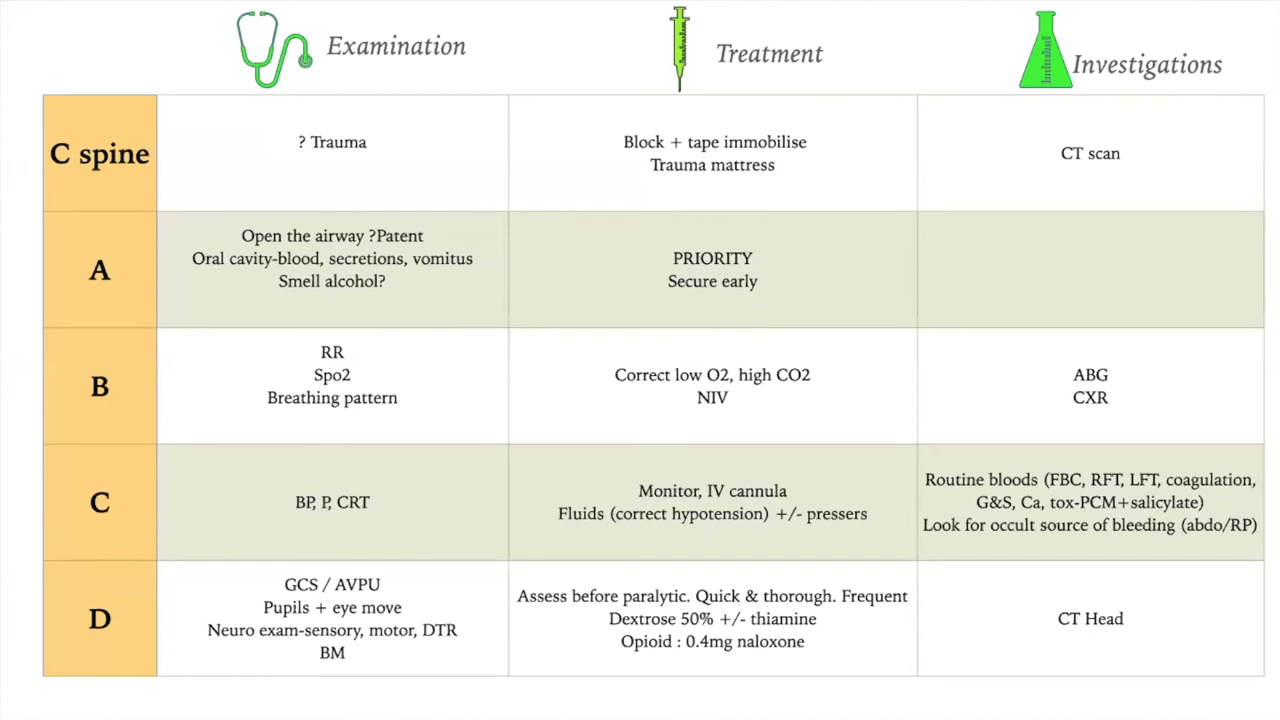 Examination
Treatment
Investigations
C spine
? Trauma
Block + tape immobilise
Trauma mattress
CT scan
A
Open the airway ?Patent
Oral cavity-blood, secretions, vomitus
Smell alcohol?
PRIORITY
Secure early
B
RR
Spo2
Breathing pattern
Correct low O2, high CO2
NIV
ABG
CXR
C
BP, P, CRT
Monitor, IV cannula
Fluids (correct hypotension) +/- pressers
Routine bloods (FBC, RFT, LFT, coagulation,
G&S, Ca, tox-PCM+salicylate)
Look for occult source of bleeding (abdo/RP)
D
GCS / AVPU
Pupils + eye move
Neuro exam-sensory, motor, DTR
BM
Assess before paralytic. Quick & thorough. Frequent
Dextrose 50% +/- thiamine
Opioid : 0.4mg naloxone
CT Head